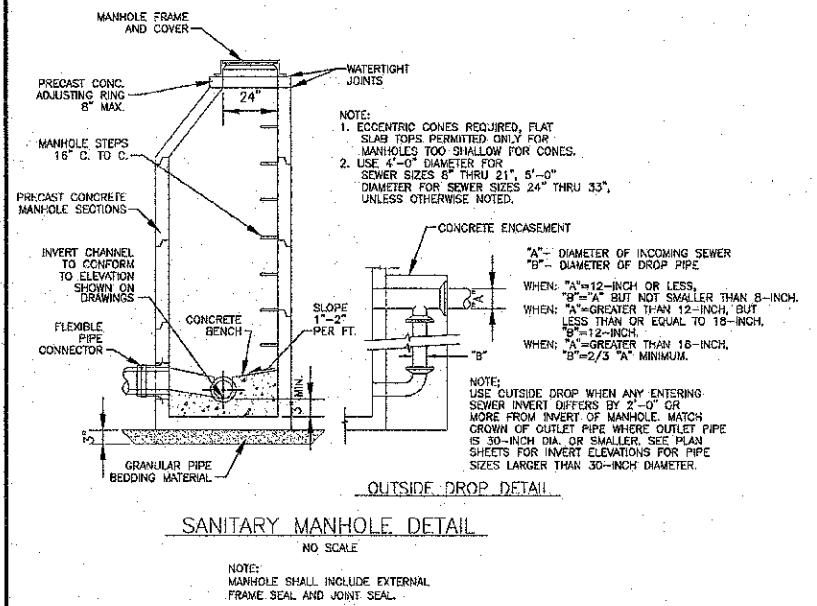 MANHOLE FRAME
AND COVER
WATERTIGHT
JOINTS
PRECAST CONC.
ADJUSTING RING
8" MAX.
24"
MANHOLE STEPS
16" C. TO C.
PRECAST CONCRETE
MANHOLE SECTIONS
INVERT CHANNEL
TO CONFORM
TO ELEVATION
SHOWN ON
DRAWINGS
FLEXIBLE
PIPE
CONNECTOR
CONCRETE
BENCH
SLOPE
1"-2"
PER FT.
3" MIN.
3"
GRANULAR PIPE
BEDDING MATERIAL
NOTE:
1. ECCENTRIC CONES REQUIRED, FLAT
SLAB TOPS PERMITTED ONLY FOR
MANHOLES TOO SHALLOW FOR CONES.
2. USE 4'-0" DIAMETER FOR
SEWER SIZES 8" THRU 21", 5'-0"
DIAMETER FOR SEWER SIZES 24" THRU 33",
UNLESS OTHERWISE NOTED.
CONCRETE ENCASEMENT
"A"
"B"
"A"- DIAMETER OF INCOMING SEWER
"B"- DIAMETER OF DROP PIPE
WHEN: "A"=12-INCH OR LESS,
"B"="A" BUT NOT SMALLER THAN 8-INCH.
WHEN: "A"=GREATER THAN 12-INCH, BUT
LESS THAN OR EQUAL TO 18-INCH,
"B"=12-INCH.
WHEN: "A"=GREATER THAN 18-INCH,
"B"=2/3 "A" MINIMUM.
NOTE:
USE OUTSIDE DROP WHEN ANY ENTERING
SEWER INVERT DIFFERS BY 2'-0" OR
MORE FROM INVERT OF MANHOLE. MATCH
CROWN OF OUTLET PIPE WHERE OUTLET PIPE
IS 30-INCH DIA. OR SMALLER. SEE PLAN
SHEETS FOR INVERT ELEVATIONS FOR PIPE
SIZES LARGER THAN 30-INCH DIAMETER.
OUTSIDE DROP DETAIL
SANITARY MANHOLE DETAIL
NO SCALE
NOTE:
MANHOLE SHALL INCLUDE EXTERNAL
FRAME SEAL AND JOINT SEAL.